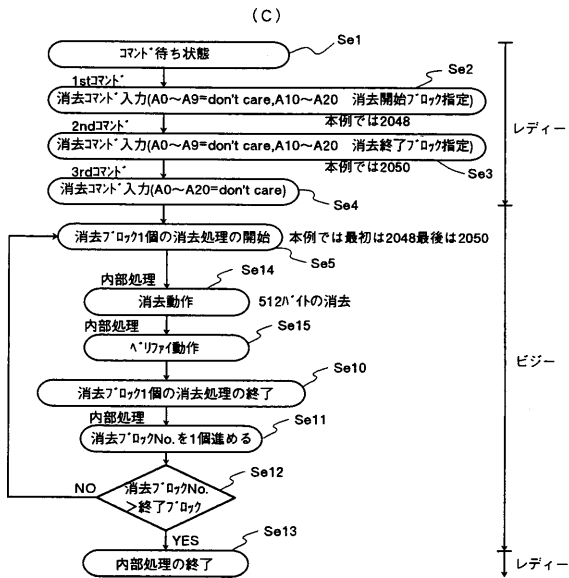 (C)
コマンド待ち状態
Se1
1stコマンド
Se2
消去コマンド入力(A0～A9=don't care,A10～A20 消去開始ブロック指定)
本例では2048
2ndコマンド
消去コマンド入力(A0～A9=don't care,A10～A20 消去終了ブロック指定)
本例では2050
Se3
3rdコマンド
消去コマンド入力(A0～A20=don't care)
Se4
レディー
消去ブロック1個の消去処理の開始
本例では最初は2048最後は2050
Se5
内部処理
Se14
消去動作
512バイトの消去
内部処理
Se15
ベリファイ動作
Se10
消去ブロック1個の消去処理の終了
内部処理
Se11
消去ブロックNo.を1個進める
Se12
NO
消去ブロックNo.
＞終了ブロック
YES
ビジー
Se13
内部処理の終了
レディー